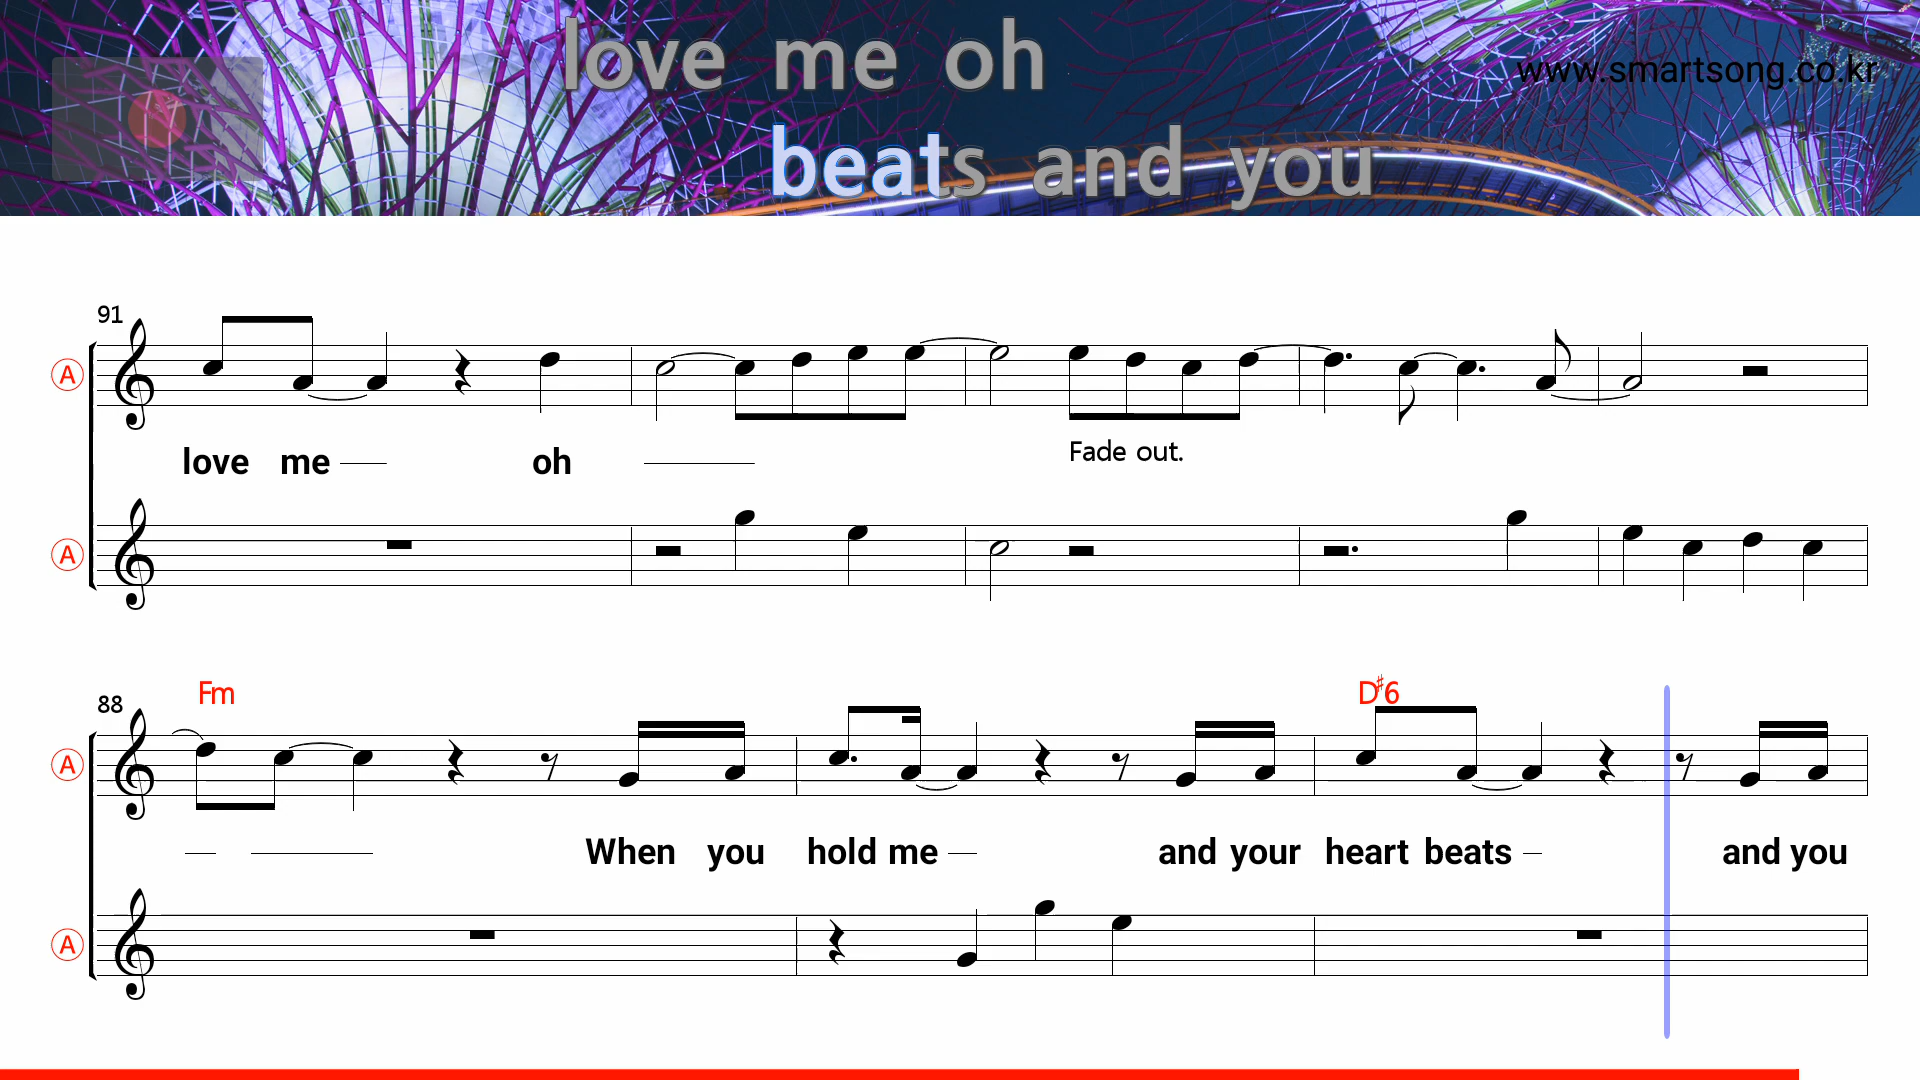 love me oh
www.smartsong.co.kr
beats and you
91
A
love me oh
Fade out.
A
88
Fm
D♯6
A
When you hold me and your heart beats and you
A